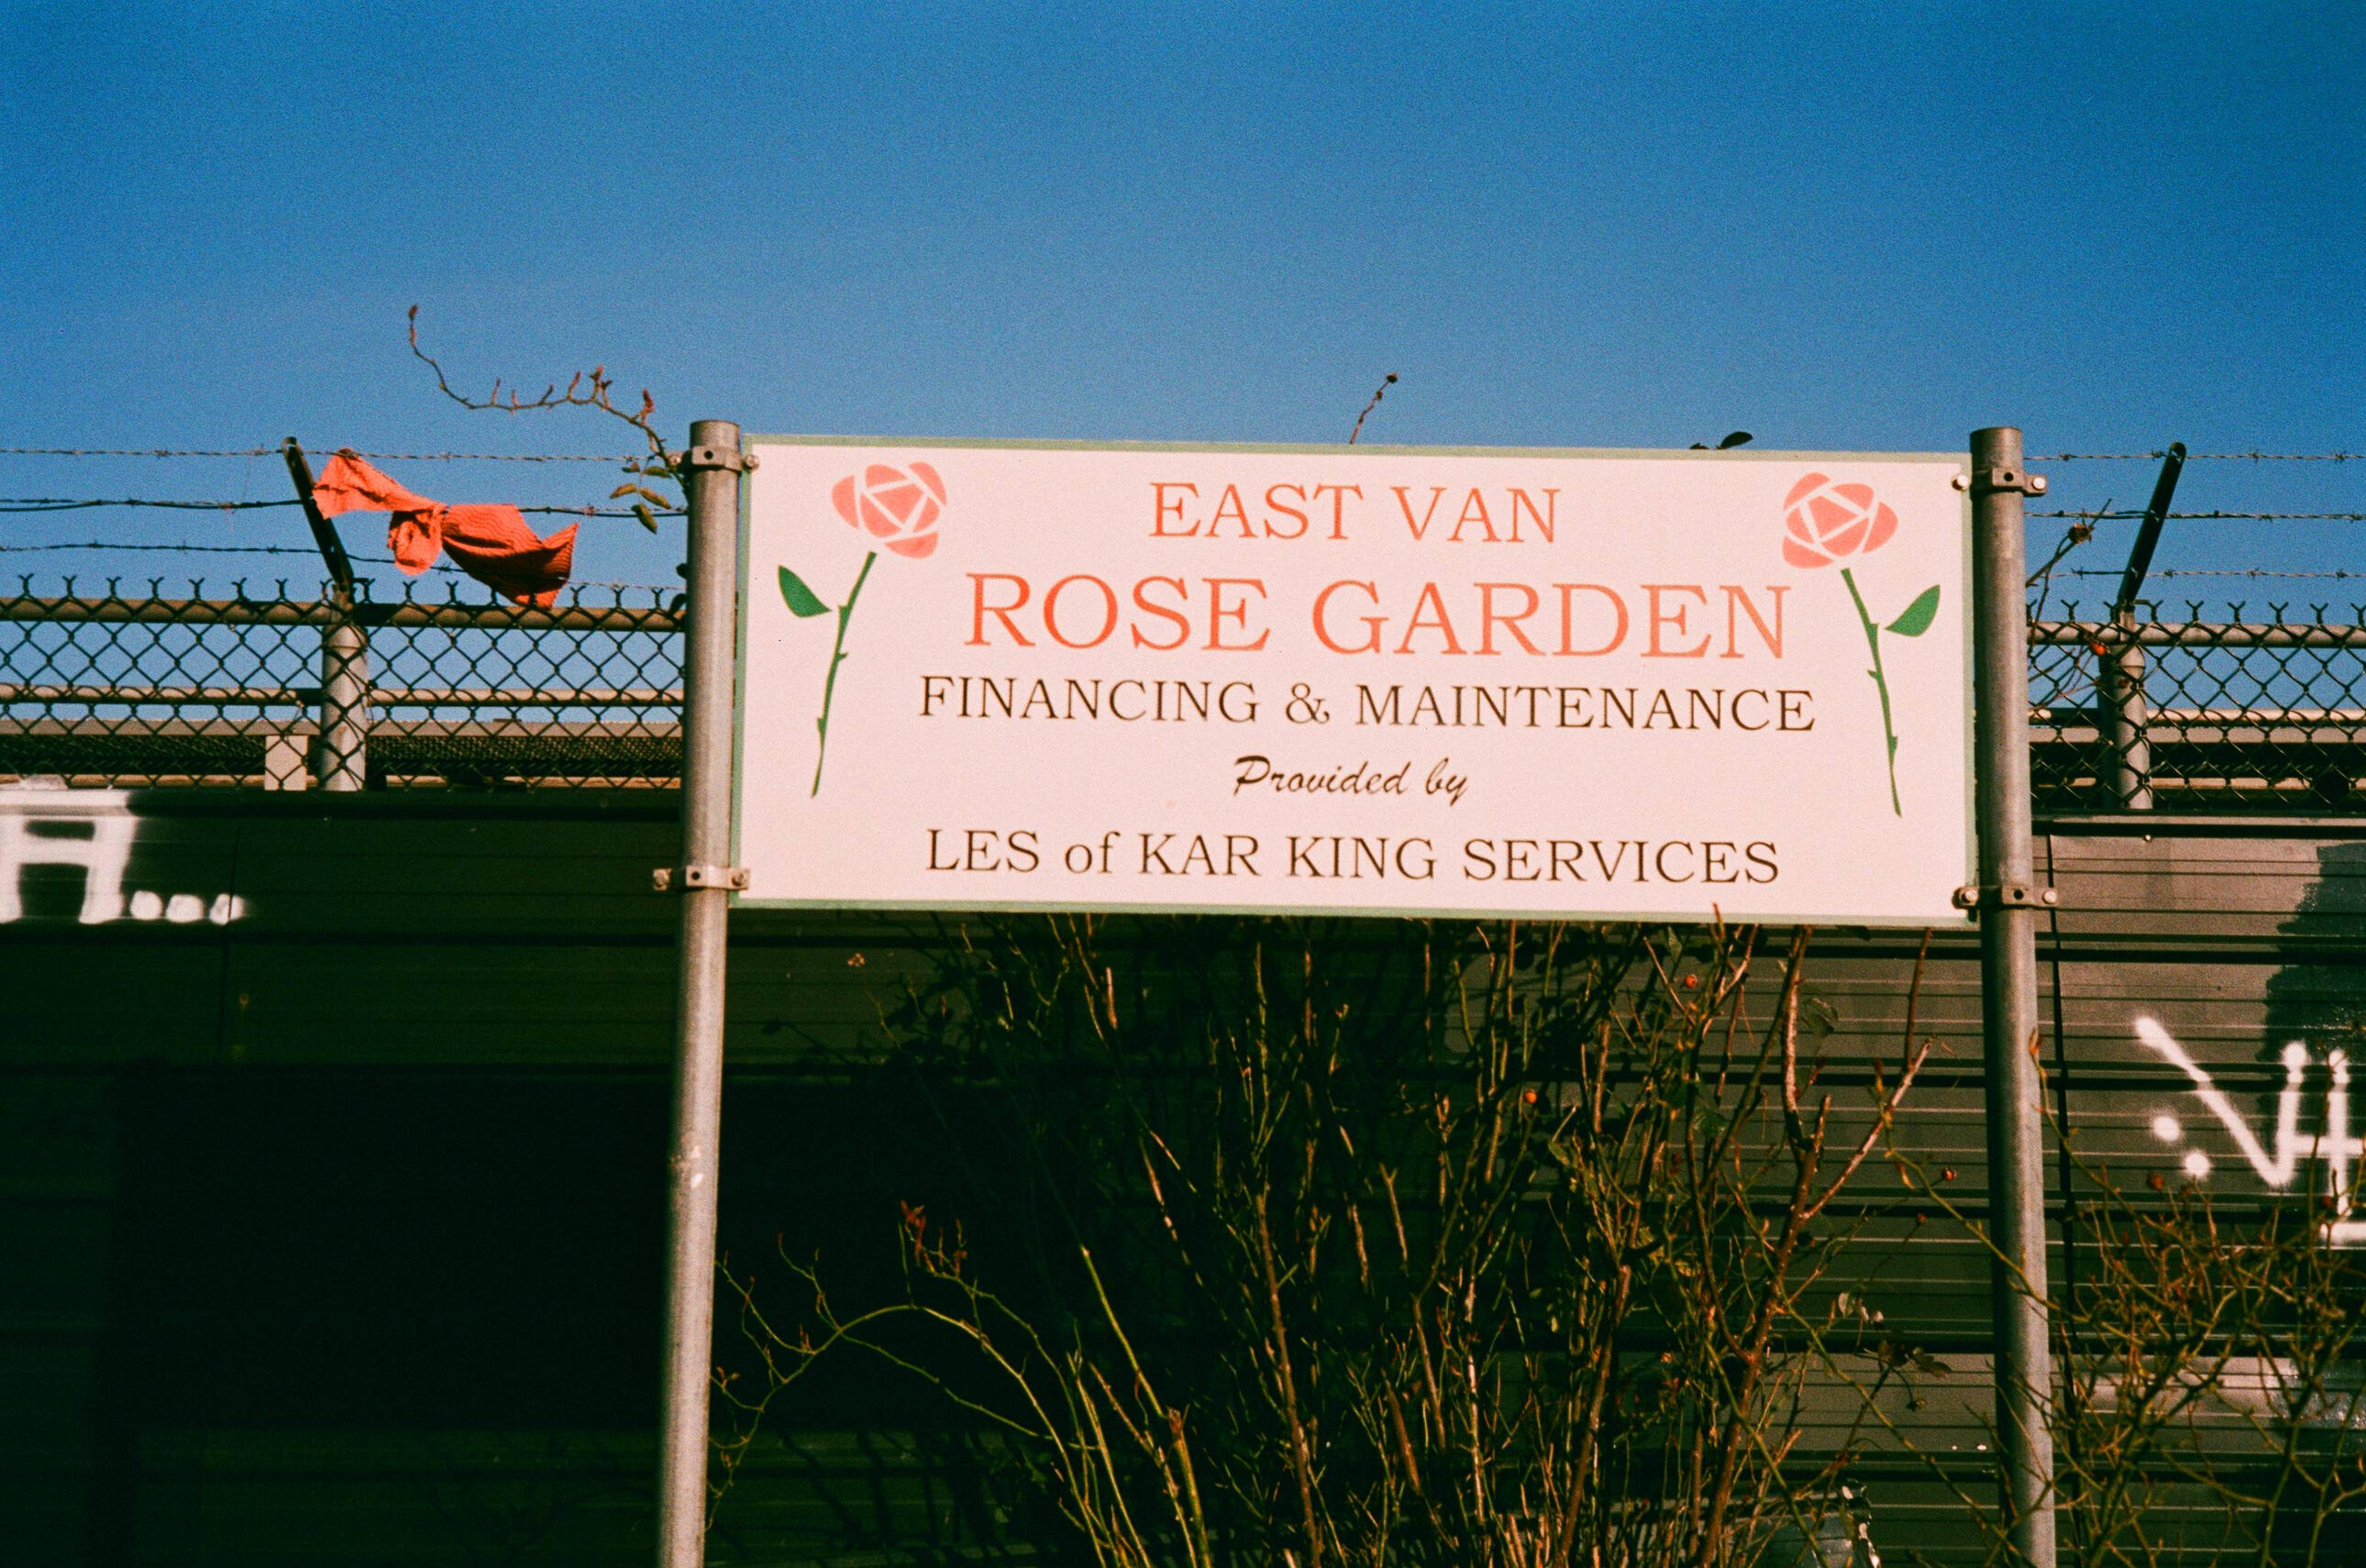 EAST VAN
ROSE GARDEN
FINANCING & MAINTENANCE
Provided by
LES of KAR KING SERVICES